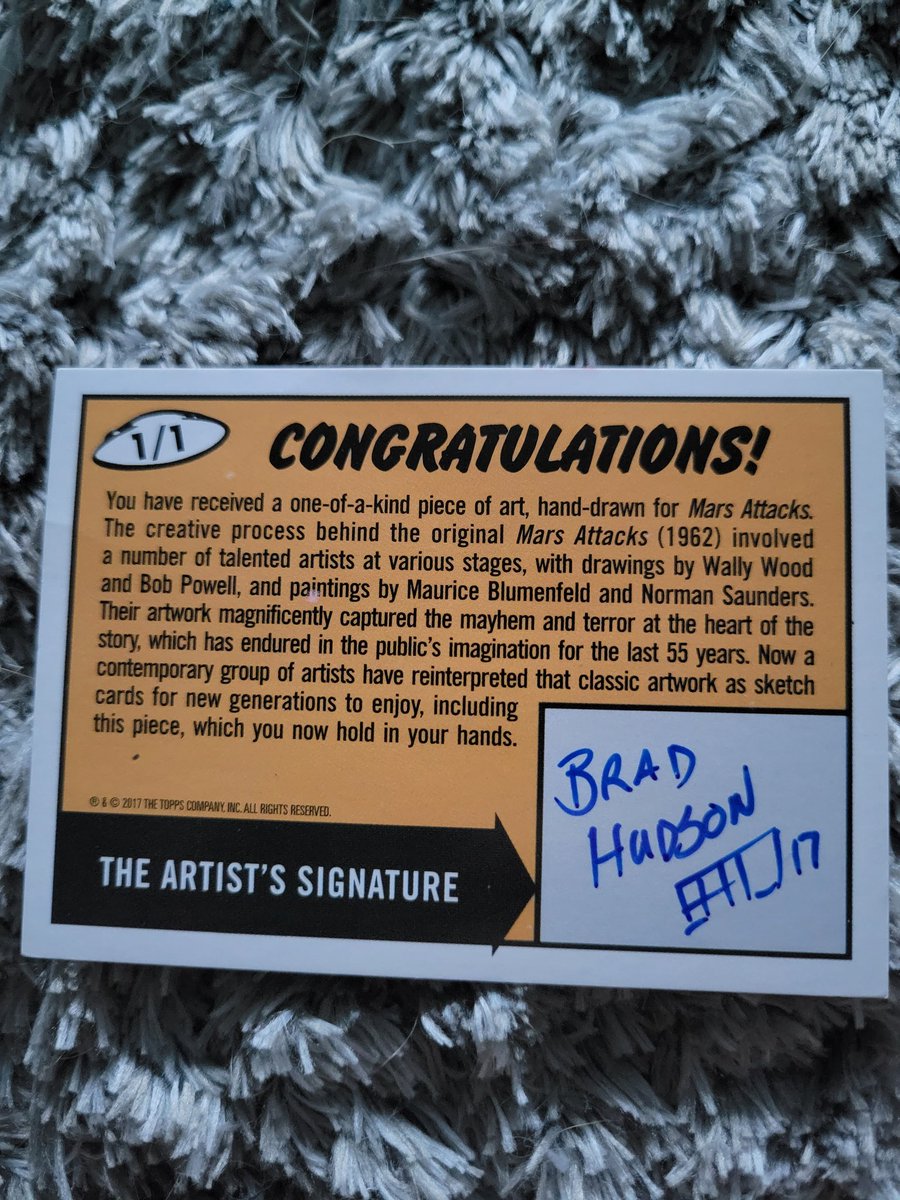 1/1
CONGRATULATIONS!
You have received a one-of-a-kind piece of art, hand-drawn for Mars Attacks.
The creative process behind the original Mars Attacks (1962) involved
a number of talented artists at various stages, with drawings by Wally Wood
and Bob Powell, and paintings by Maurice Blumenfeld and Norman Saunders.
Their artwork magnificently captured the mayhem and terror at the heart of the
story, which has endured in the public's imagination for the last 55 years. Now a
contemporary group of artists have reinterpreted that classic artwork as sketch
cards for new generations to enjoy, including
this piece, which you now hold in your hands.
® & © 2017 THE TOPPS COMPANY, INC. ALL RIGHTS RESERVED.
THE ARTIST'S SIGNATURE
BRAD
HUDSON
17